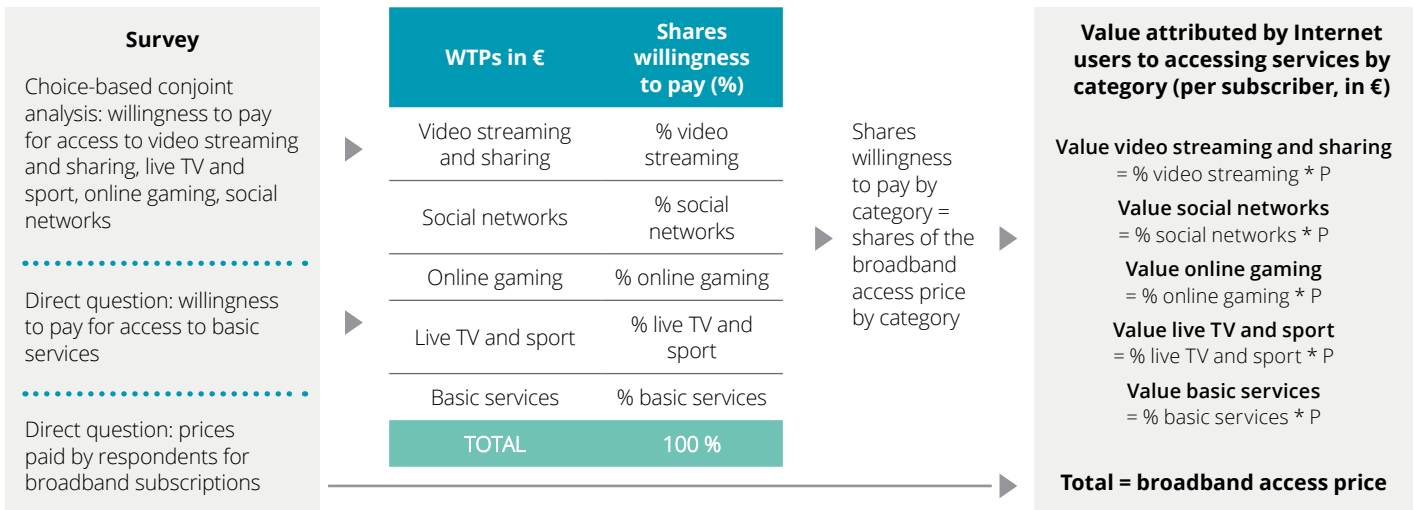 Survey
Choice-based conjoint
analysis: willingness to pay
for access to video streaming
and sharing, live TV and
sport, online gaming, social
networks
Direct question: willingness
to pay for access to basic
services
Direct question: prices
paid by respondents for
broadband subscriptions
WTPs in €
Shares
willingness
to pay (%)
Video streaming
and sharing
% video
streaming
Social networks
% social
networks
Online gaming
% online gaming
Live TV and sport
% live TV and
sport
Basic services
% basic services
TOTAL
100 %
Shares
willingness
to pay by
category =
shares of the
broadband
access price
by category
Value attributed by Internet
users to accessing services by
category (per subscriber, in €)
Value video streaming and sharing
= % video streaming * P
Value social networks
= % social networks * P
Value online gaming
= % online gaming * P
Value live TV and sport
= % live TV and sport * P
Value basic services
= % basic services * P
Total = broadband access price